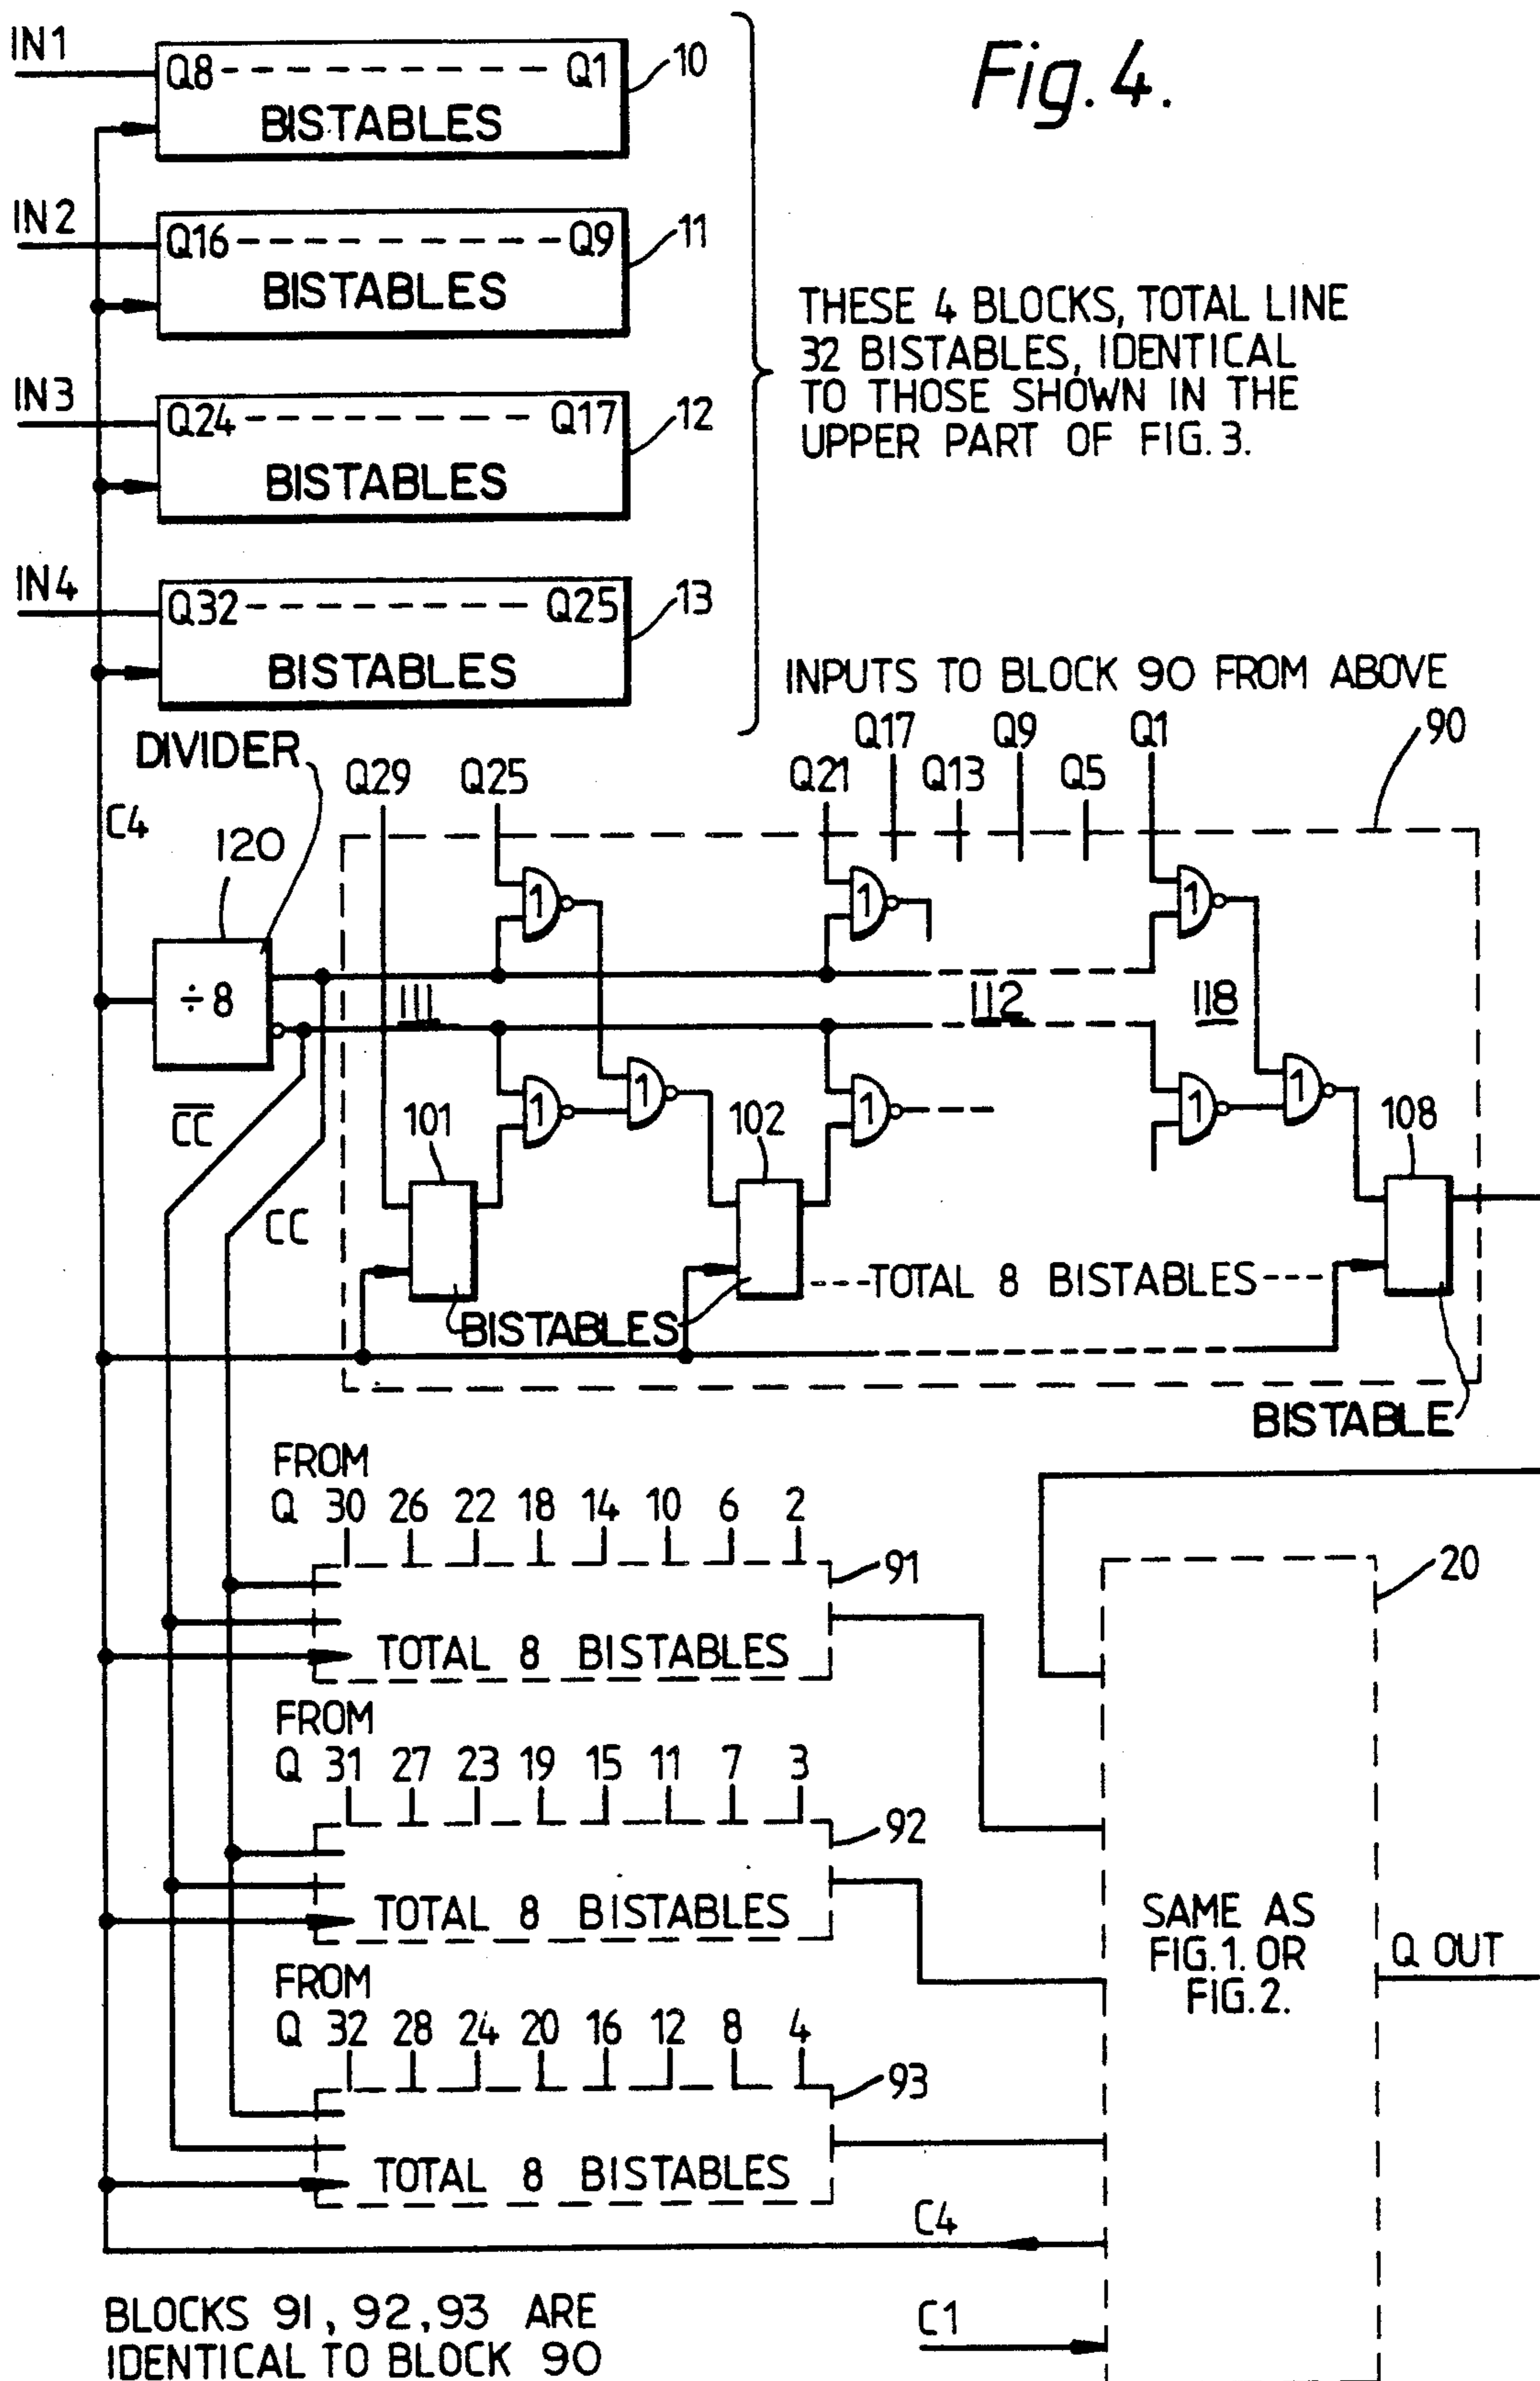 Fig. 4.
IN1
Q8 Q1
BISTABLES
10
IN2
Q16 Q9
BISTABLES
11
IN3
Q24 Q17
BISTABLES
12
IN4
Q32 Q25
BISTABLES
13
THESE 4 BLOCKS, TOTAL LINE
32 BISTABLES, IDENTICAL
TO THOSE SHOWN IN THE
UPPER PART OF FIG. 3.
INPUTS TO BLOCK 90 FROM ABOVE
DIVIDER
Q29 Q25 Q21 Q17 Q13 Q9 Q5 Q1
90
C4
120
÷8
1 1 1
111 112 118
1 1 1 1 1
C̅C̅
CC
101
102
108
TOTAL 8 BISTABLES
BISTABLES
BISTABLE
FROM
Q 30 26 22 18 14 10 6 2
91
TOTAL 8 BISTABLES
FROM
Q 31 27 23 19 15 11 7 3
92
TOTAL 8 BISTABLES
FROM
Q 32 28 24 20 16 12 8 4
93
TOTAL 8 BISTABLES
20
SAME AS
FIG. 1. OR
FIG. 2.
Q OUT
C4
C1
BLOCKS 91, 92, 93 ARE
IDENTICAL TO BLOCK 90